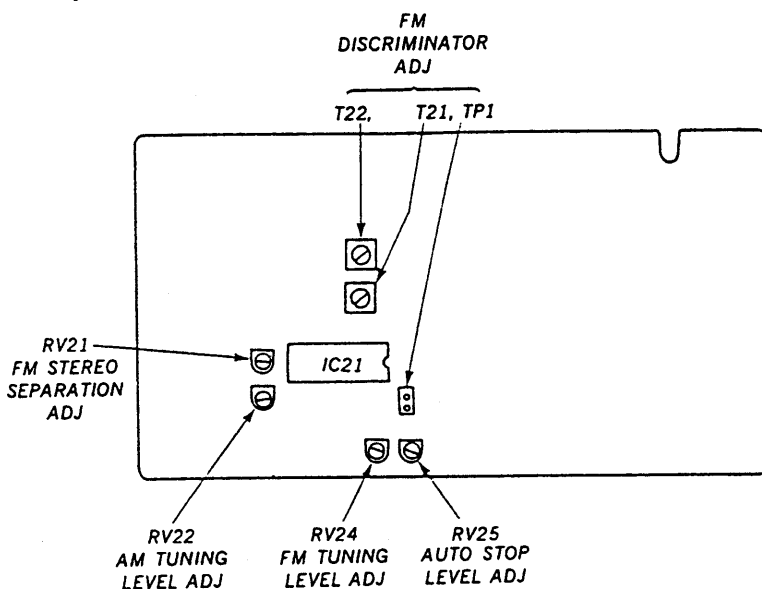 FM
DISCRIMINATOR
ADJ
T22, T21, TP1
RV21
FM STEREO
SEPARATION
ADJ
IC21
RV22
AM TUNING
LEVEL ADJ
RV24
FM TUNING
LEVEL ADJ
RV25
AUTO STOP
LEVEL ADJ